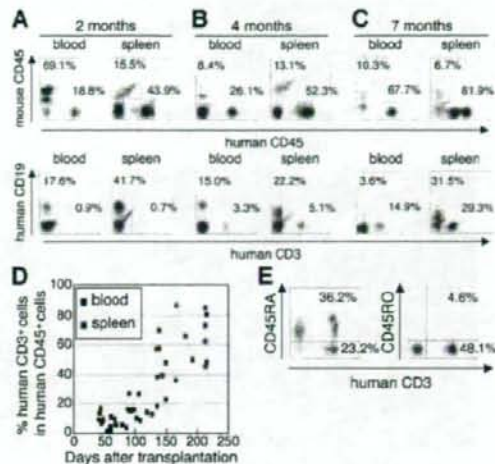 A B C
2 months 4 months 7 months
blood spleen blood spleen blood spleen
mouse CD45
69.1% 15.5% 8.4% 13.1% 10.3% 6.7%
18.8% 43.9% 26.1% 52.3% 67.7% 81.9%
human CD45
blood spleen blood spleen blood spleen
human CD19
17.6% 41.7% 15.0% 22.2% 3.6% 31.5%
0.9% 0.7% 3.3% 5.1% 14.9% 29.3%
human CD3
D
% human CD3+ cells
in human CD45+ cells
100
80
60
40
20
0
blood
spleen
0 50 100 150 200 250
Days after transplantation
E
CD45RA
36.2%
23.2%
CD45RO
4.6%
48.1%
human CD3